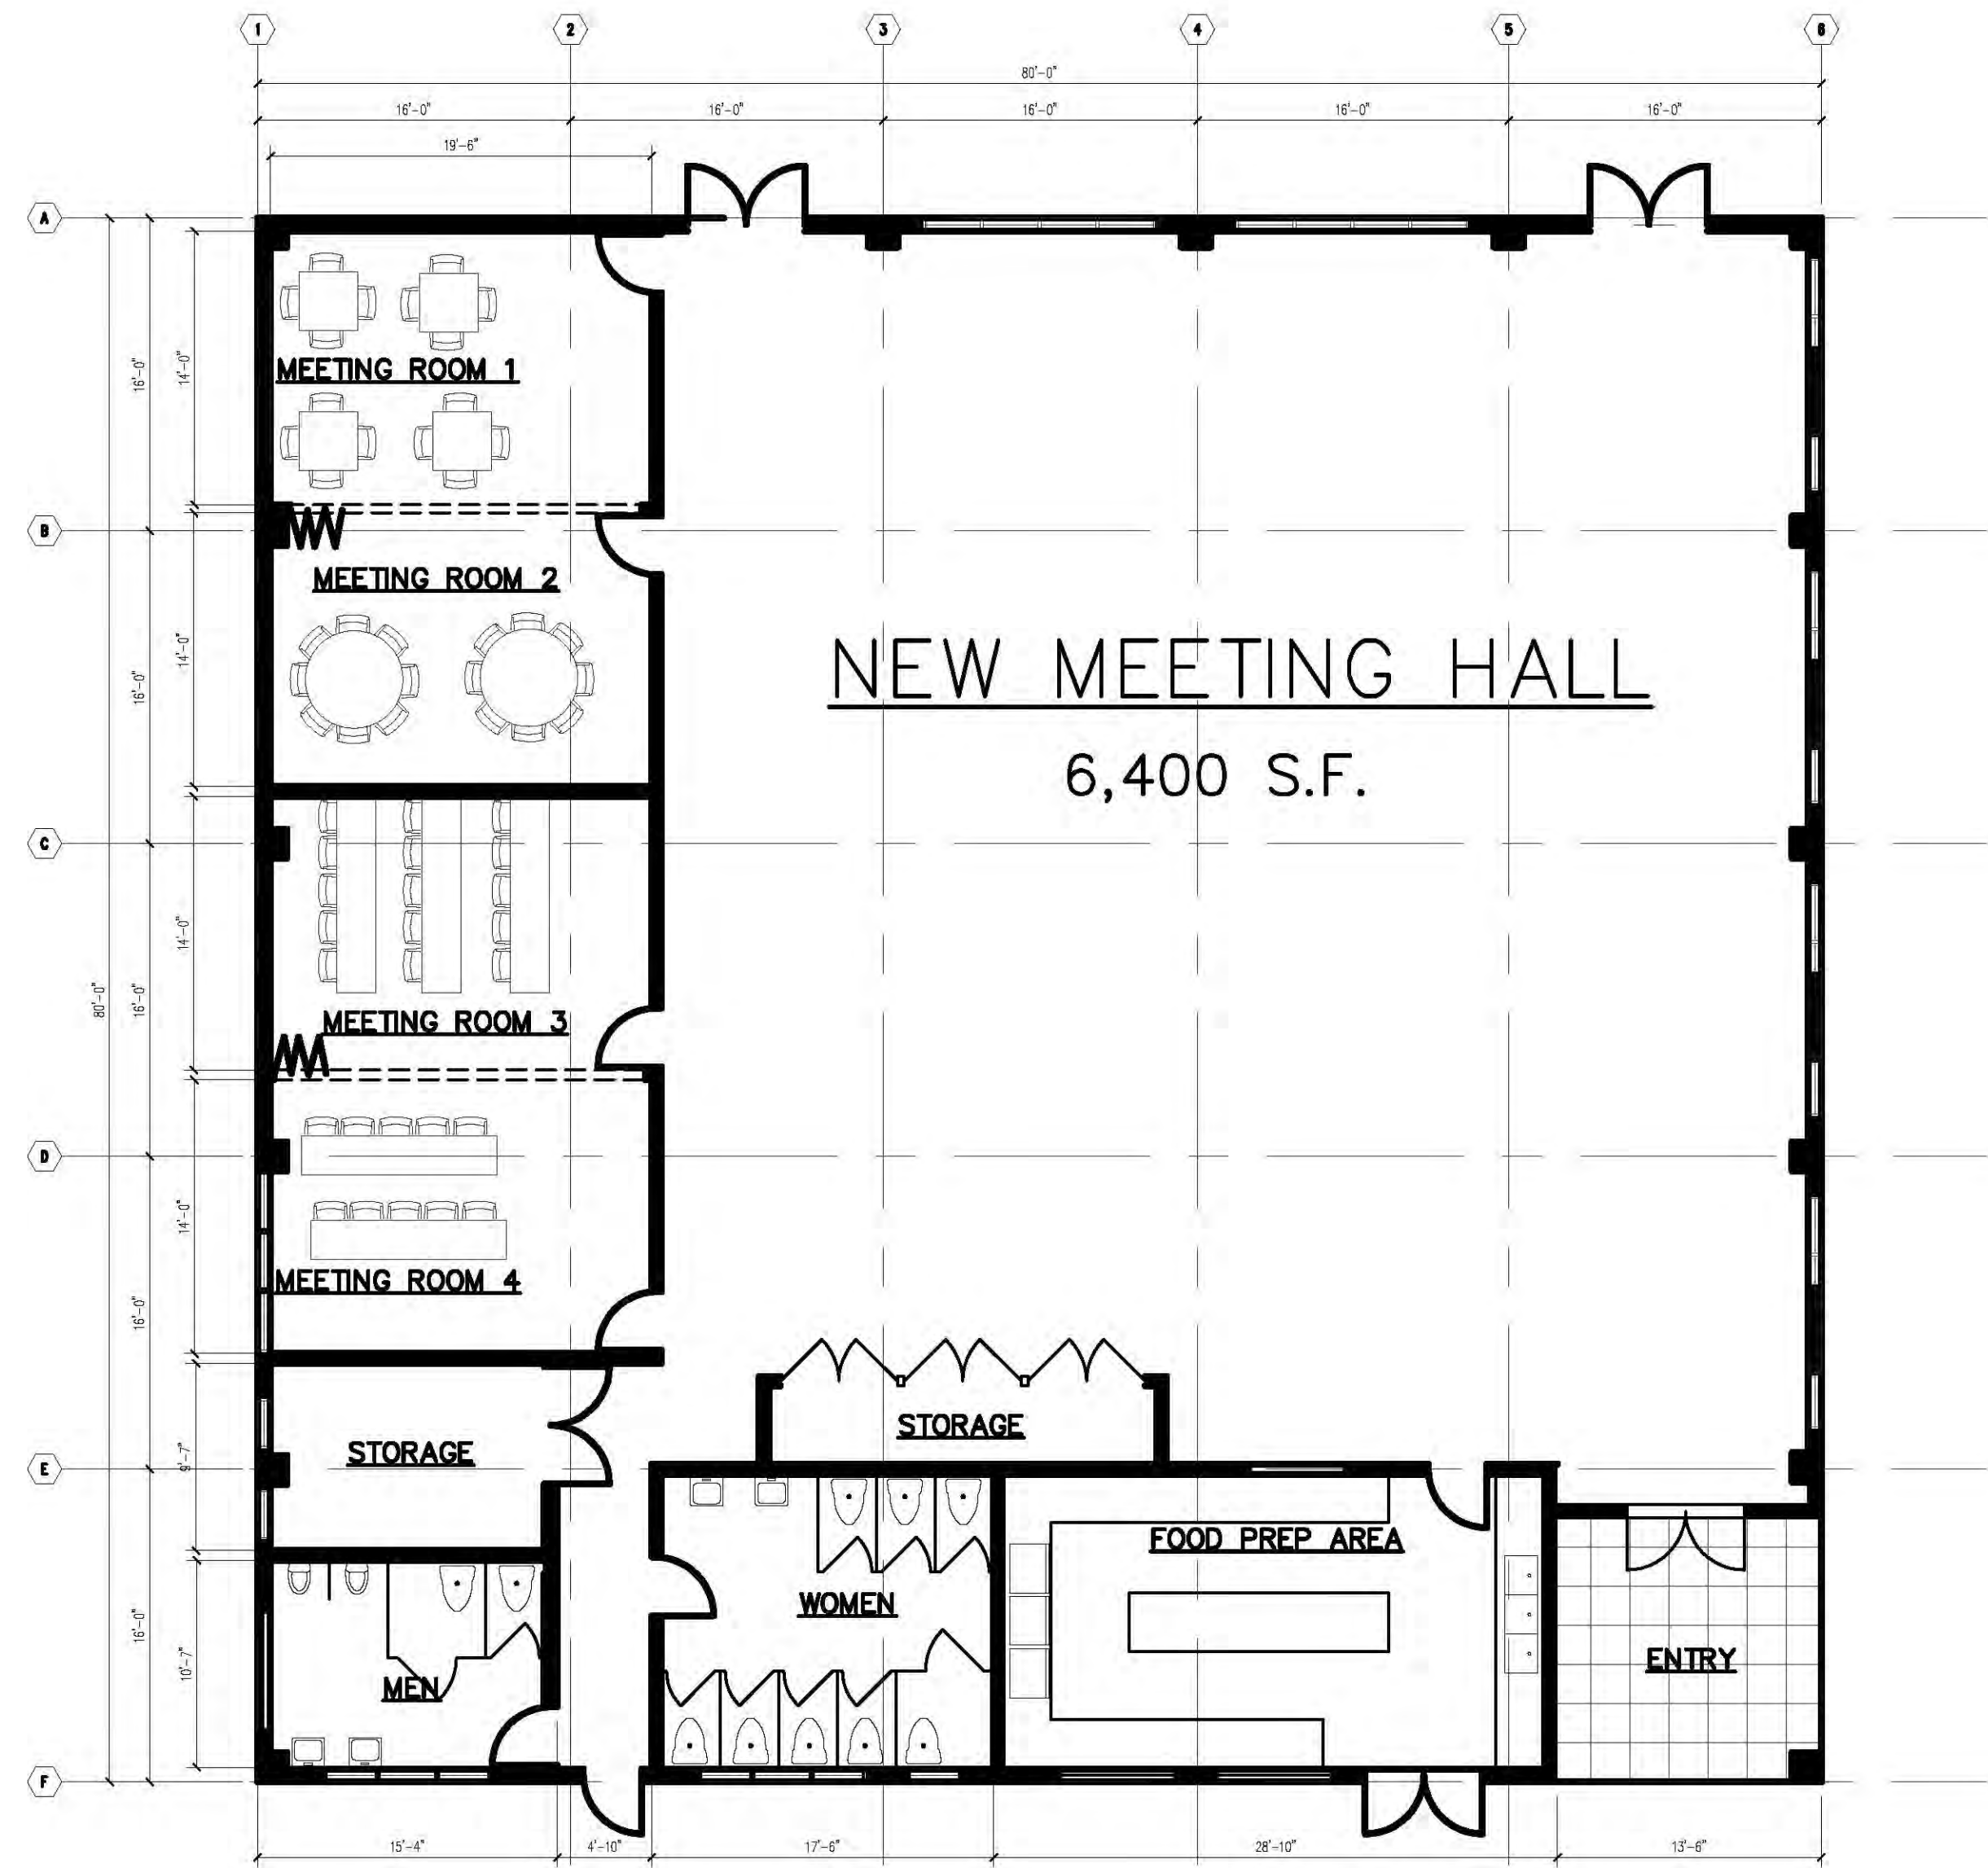 1 2 3 4 5 6
80'-0"
16'-0" 16'-0" 16'-0" 16'-0" 16'-0"
19'-6"
A
MEETING ROOM 1
14'-0"
16'-0"
B
MEETING ROOM 2
14'-0"
16'-0"
NEW MEETING HALL
6,400 S.F.
C
14'-0"
80'-0"
16'-0"
MEETING ROOM 3
D
14'-0"
MEETING ROOM 4
16'-0"
STORAGE
STORAGE
9'-7"
E
FOOD PREP AREA
WOMEN
16'-0"
10'-7"
ENTRY
MEN
F
15'-4" 4'-10" 17'-6" 28'-10" 13'-6"